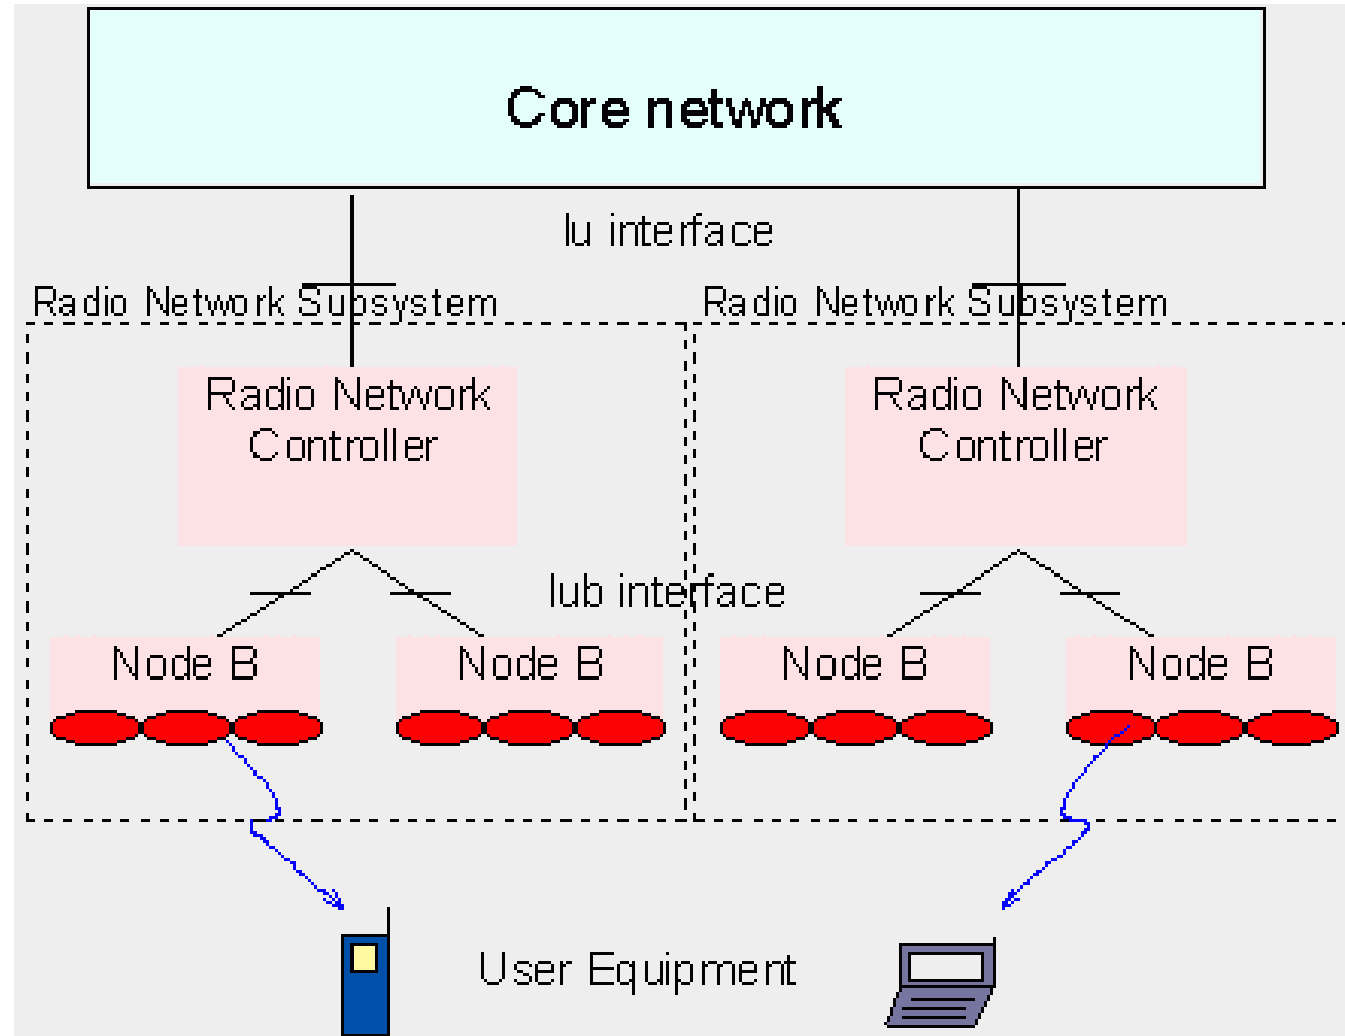 Core network
Iu interface
Radio Network Subsystem
Radio Network Subsystem
Radio Network
Controller
Radio Network
Controller
Iub interface
Node B
Node B
Node B
Node B
User Equipment